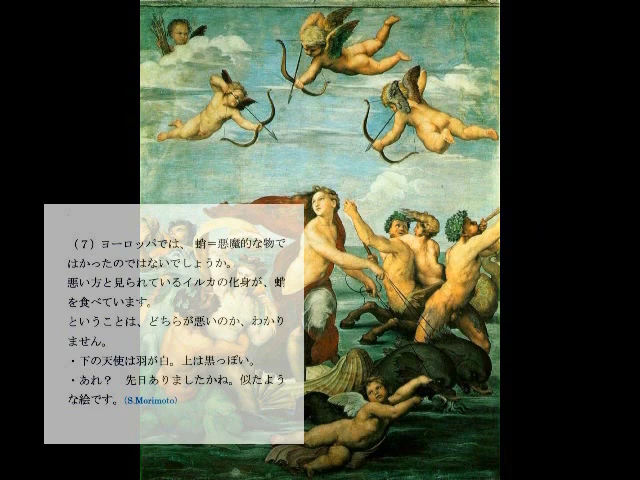 （７）ヨーロッパでは、 蛸＝悪魔的な物で
はかったのではないでしょうか。
悪い方と見られているイルカの化身が、蛸
を食べています。
ということは、どちらが悪いのか、わかり
ません。
・下の天使は羽が白。上は黒っぽい。
・あれ？　先日ありましたかね。似たよう
な絵です。(S.Morimoto)